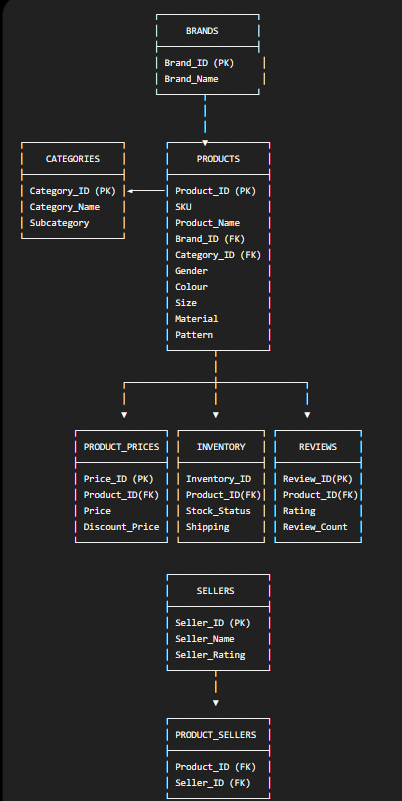 BRANDS
Brand_ID (PK)
Brand_Name
CATEGORIES
Category_ID (PK)
Category_Name
Subcategory
PRODUCTS
Product_ID (PK)
SKU
Product_Name
Brand_ID (FK)
Category_ID (FK)
Gender
Colour
Size
Material
Pattern
PRODUCT_PRICES
Price_ID (PK)
Product_ID(FK)
Price
Discount_Price
INVENTORY
Inventory_ID
Product_ID(FK)
Stock_Status
Shipping
REVIEWS
Review_ID(PK)
Product_ID(FK)
Rating
Review_Count
SELLERS
Seller_ID (PK)
Seller_Name
Seller_Rating
PRODUCT_SELLERS
Product_ID (FK)
Seller_ID (FK)